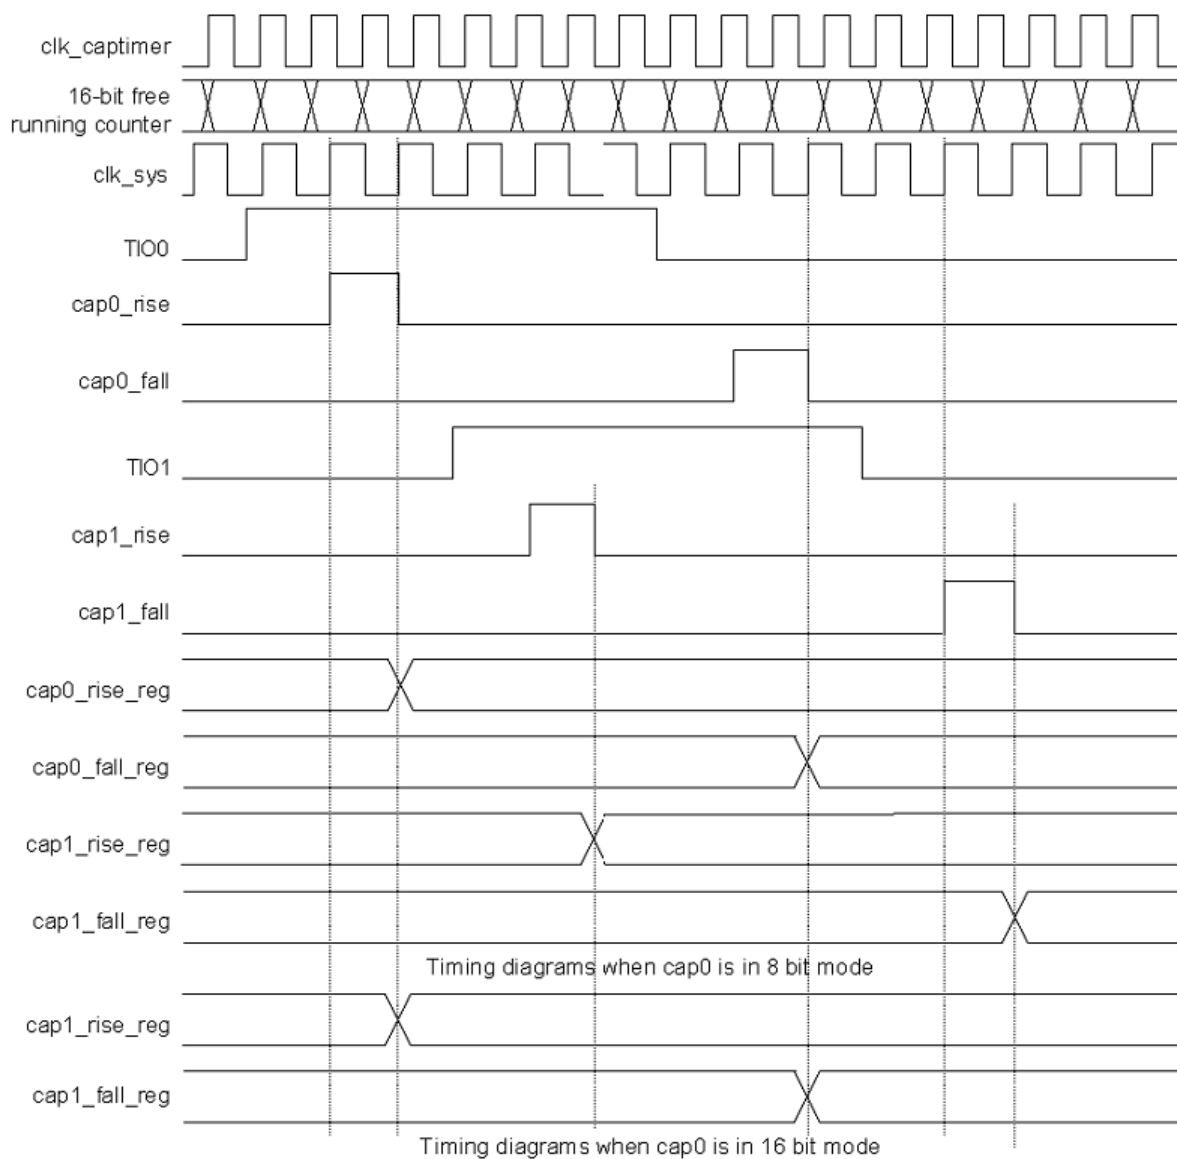 clk_captimer
16-bit free
running counter
clk_sys
TIO0
cap0_rise
cap0_fall
TIO1
cap1_rise
cap1_fall
cap0_rise_reg
cap0_fall_reg
cap1_rise_reg
cap1_fall_reg
Timing diagrams when cap0 is in 8 bit mode
cap1_rise_reg
cap1_fall_reg
Timing diagrams when cap0 is in 16 bit mode